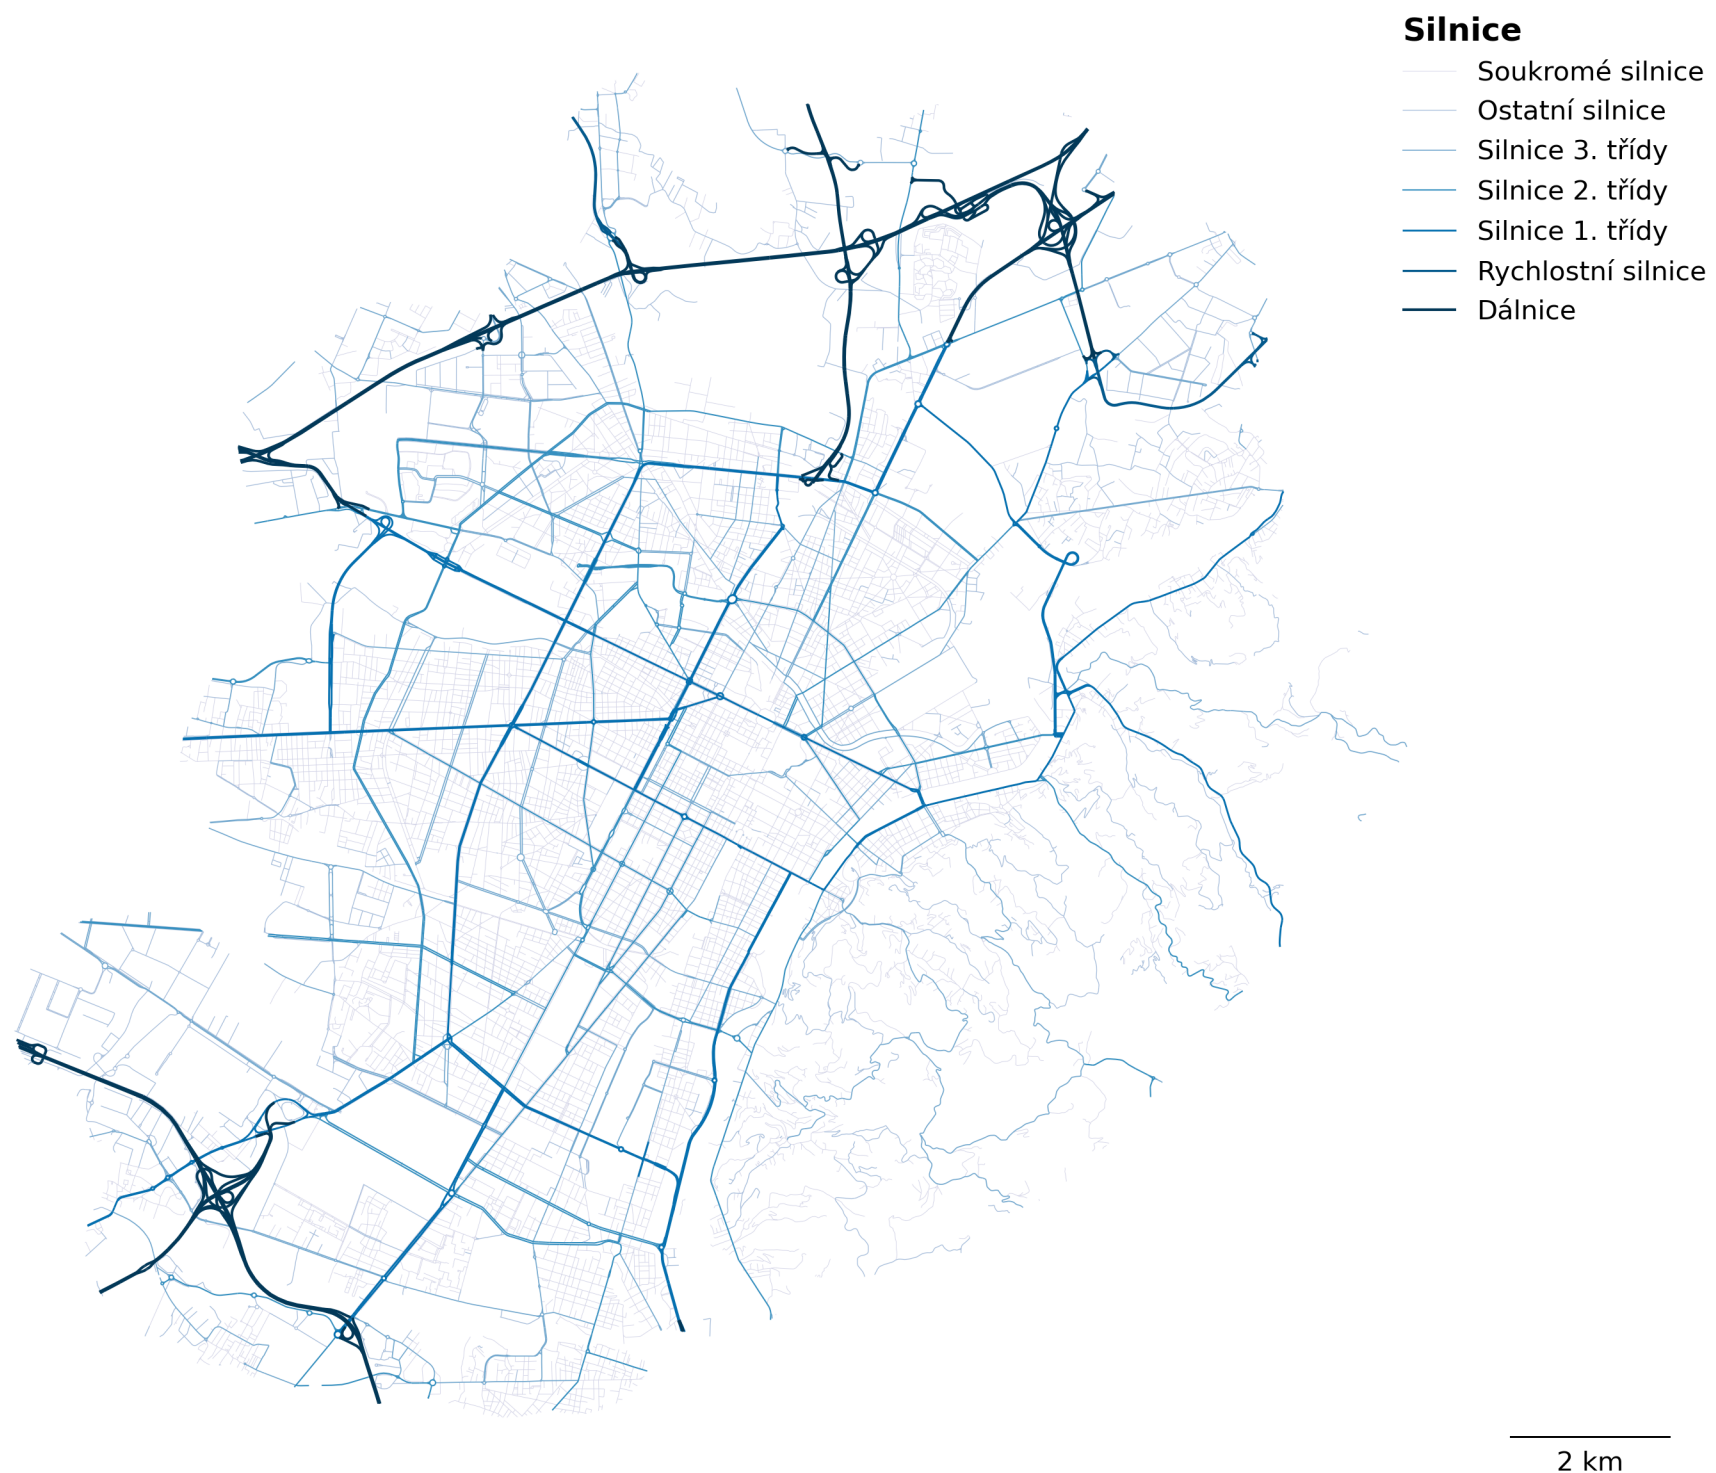 Silnice
Soukromé silnice
Ostatní silnice
Silnice 3. třídy
Silnice 2. třídy
Silnice 1. třídy
Rychlostní silnice
Dálnice
2 km